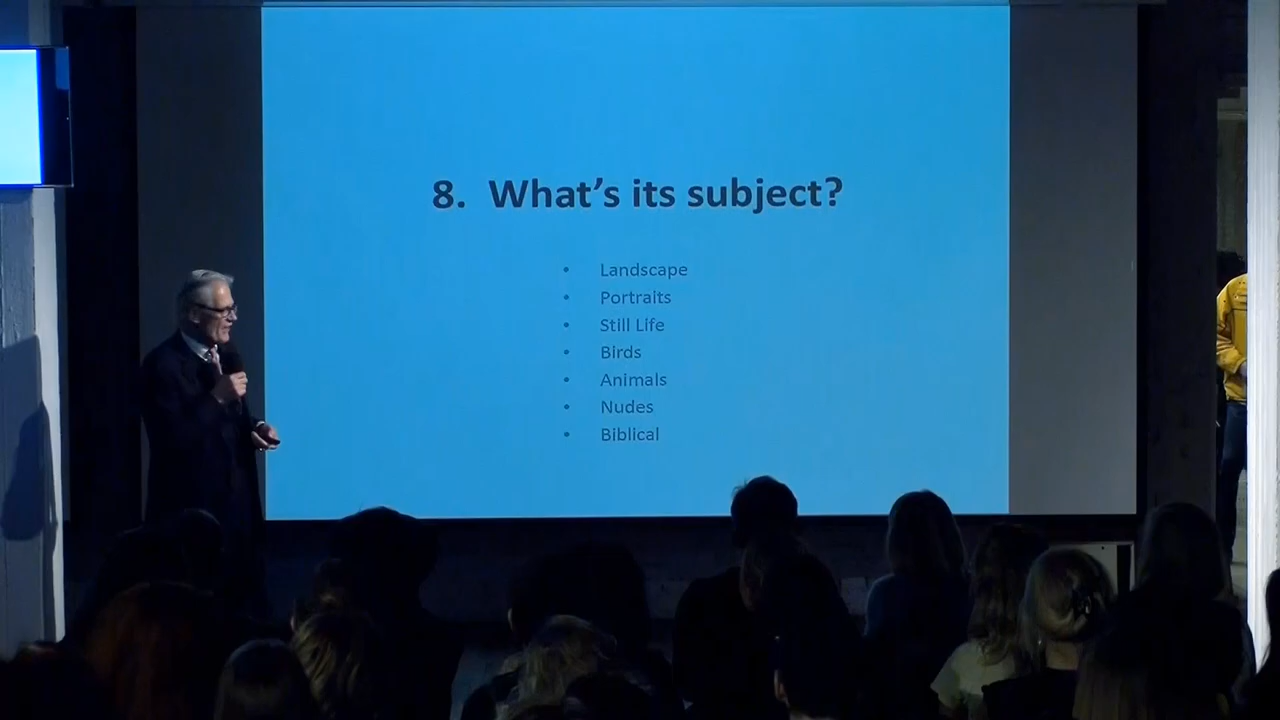 8. What's its subject?
• Landscape
• Portraits
• Still Life
• Birds
• Animals
• Nudes
• Biblical